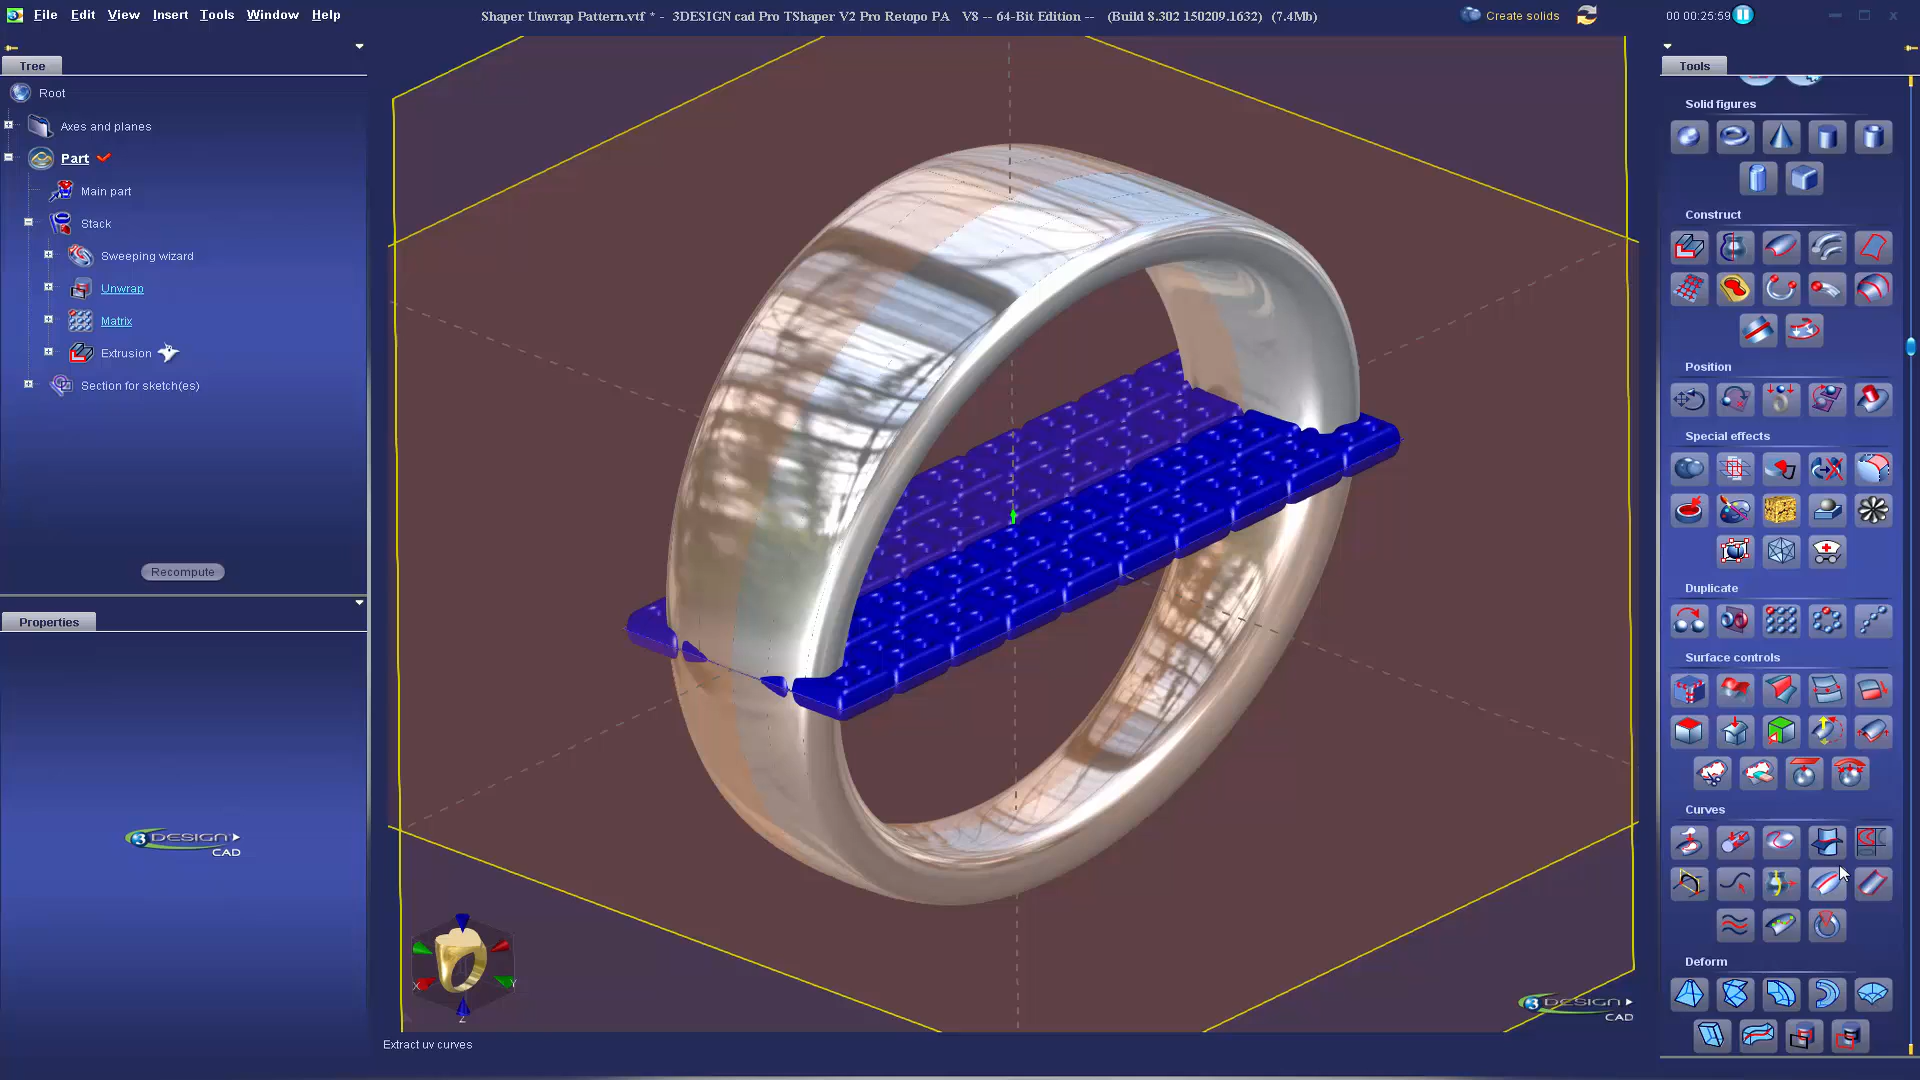 File Edit View Insert Tools Window Help
Shaper Unwrap Pattern.vtf * - 3DESIGN cad Pro TShaper V2 Pro Retopo PA V8 -- 64-Bit Edition -- (Build 8.302 150209.1632) (7.4Mb)
Create solids
00 00:25:59
Tree
Root
Axes and planes
Part
Main part
Stack
Sweeping wizard
Unwrap
Matrix
Extrusion
Section for sketch(es)
Recompute
Properties
3DESIGN
CAD
X
Y
Z
3DESIGN
CAD
Extract uv curves
Tools
Solid figures
Construct
Position
Special effects
Duplicate
Surface controls
Curves
Deform